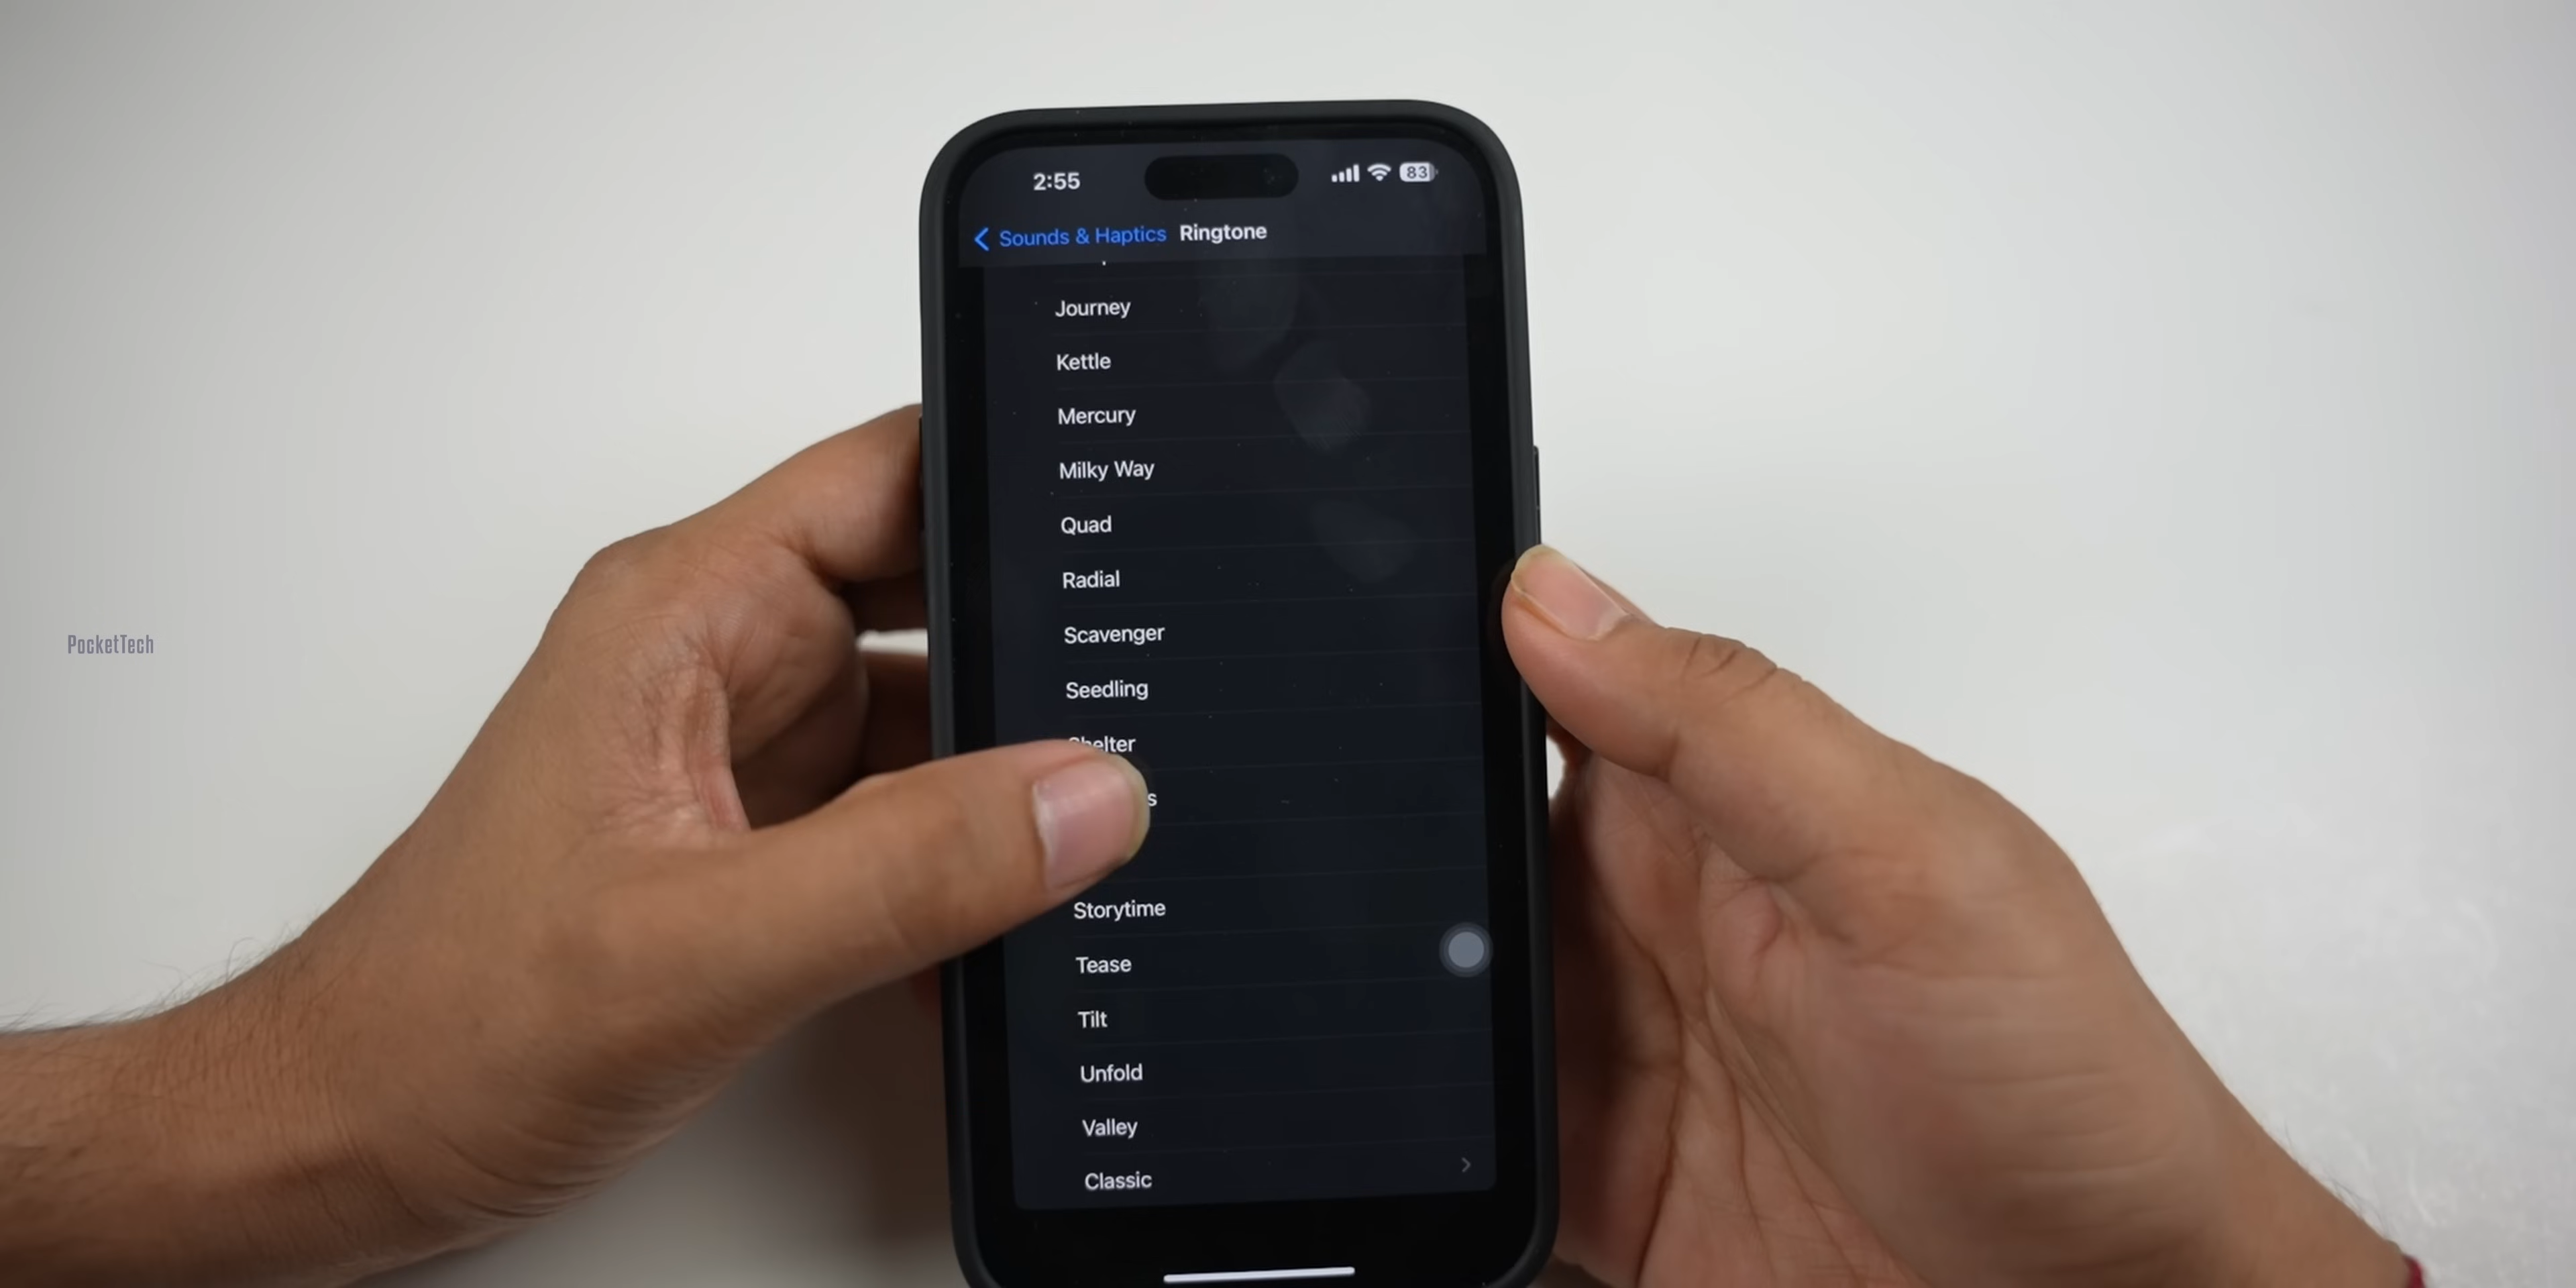 2:55
83
Sounds & Haptics Ringtone
Journey
Kettle
Mercury
Milky Way
Quad
Radial
Scavenger
Seedling
Shelter
Storytime
Tease
Tilt
Unfold
Valley
Classic
PocketTech